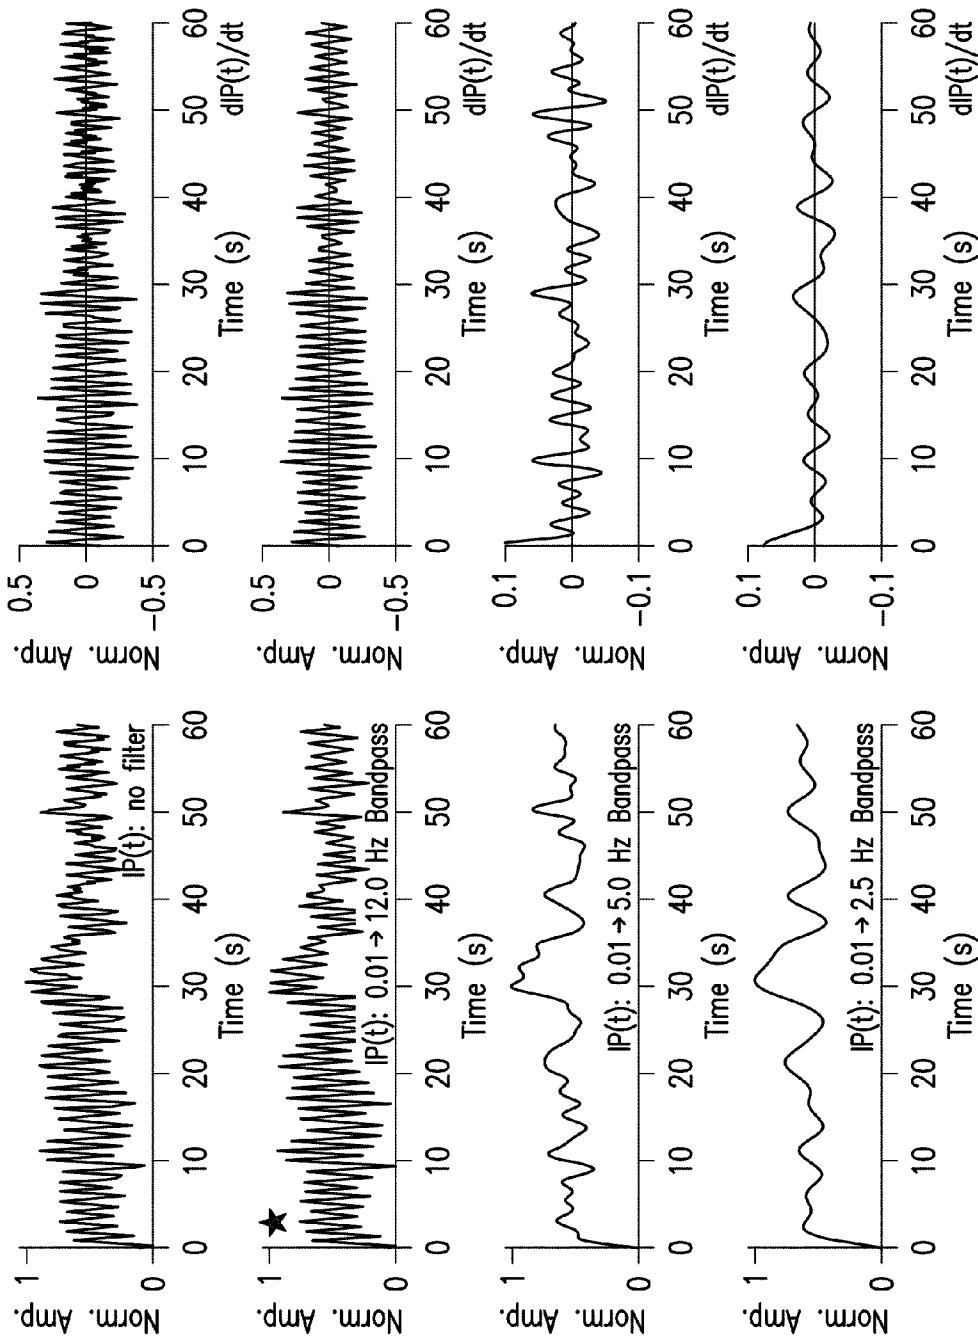 Norm. Amp.
1
0
0 10 20 30 40 50 60
Time (s)
IP(t): no filter
Norm. Amp.
0.5
0
-0.5
0 10 20 30 40 50 60
Time (s)
dIP(t)/dt
★
Norm. Amp.
1
0
0 10 20 30 40 50 60
Time (s)
IP(t): 0.01 → 12.0 Hz Bandpass
Norm. Amp.
0.5
0
-0.5
0 10 20 30 40 50 60
Time (s)
dIP(t)/dt
Norm. Amp.
1
0
0 10 20 30 40 50 60
Time (s)
IP(t): 0.01 → 5.0 Hz Bandpass
Norm. Amp.
0.1
0
-0.1
0 10 20 30 40 50 60
Time (s)
dIP(t)/dt
Norm. Amp.
1
0
0 10 20 30 40 50 60
Time (s)
IP(t): 0.01 → 2.5 Hz Bandpass
Norm. Amp.
0.1
0
-0.1
0 10 20 30 40 50 60
Time (s)
dIP(t)/dt